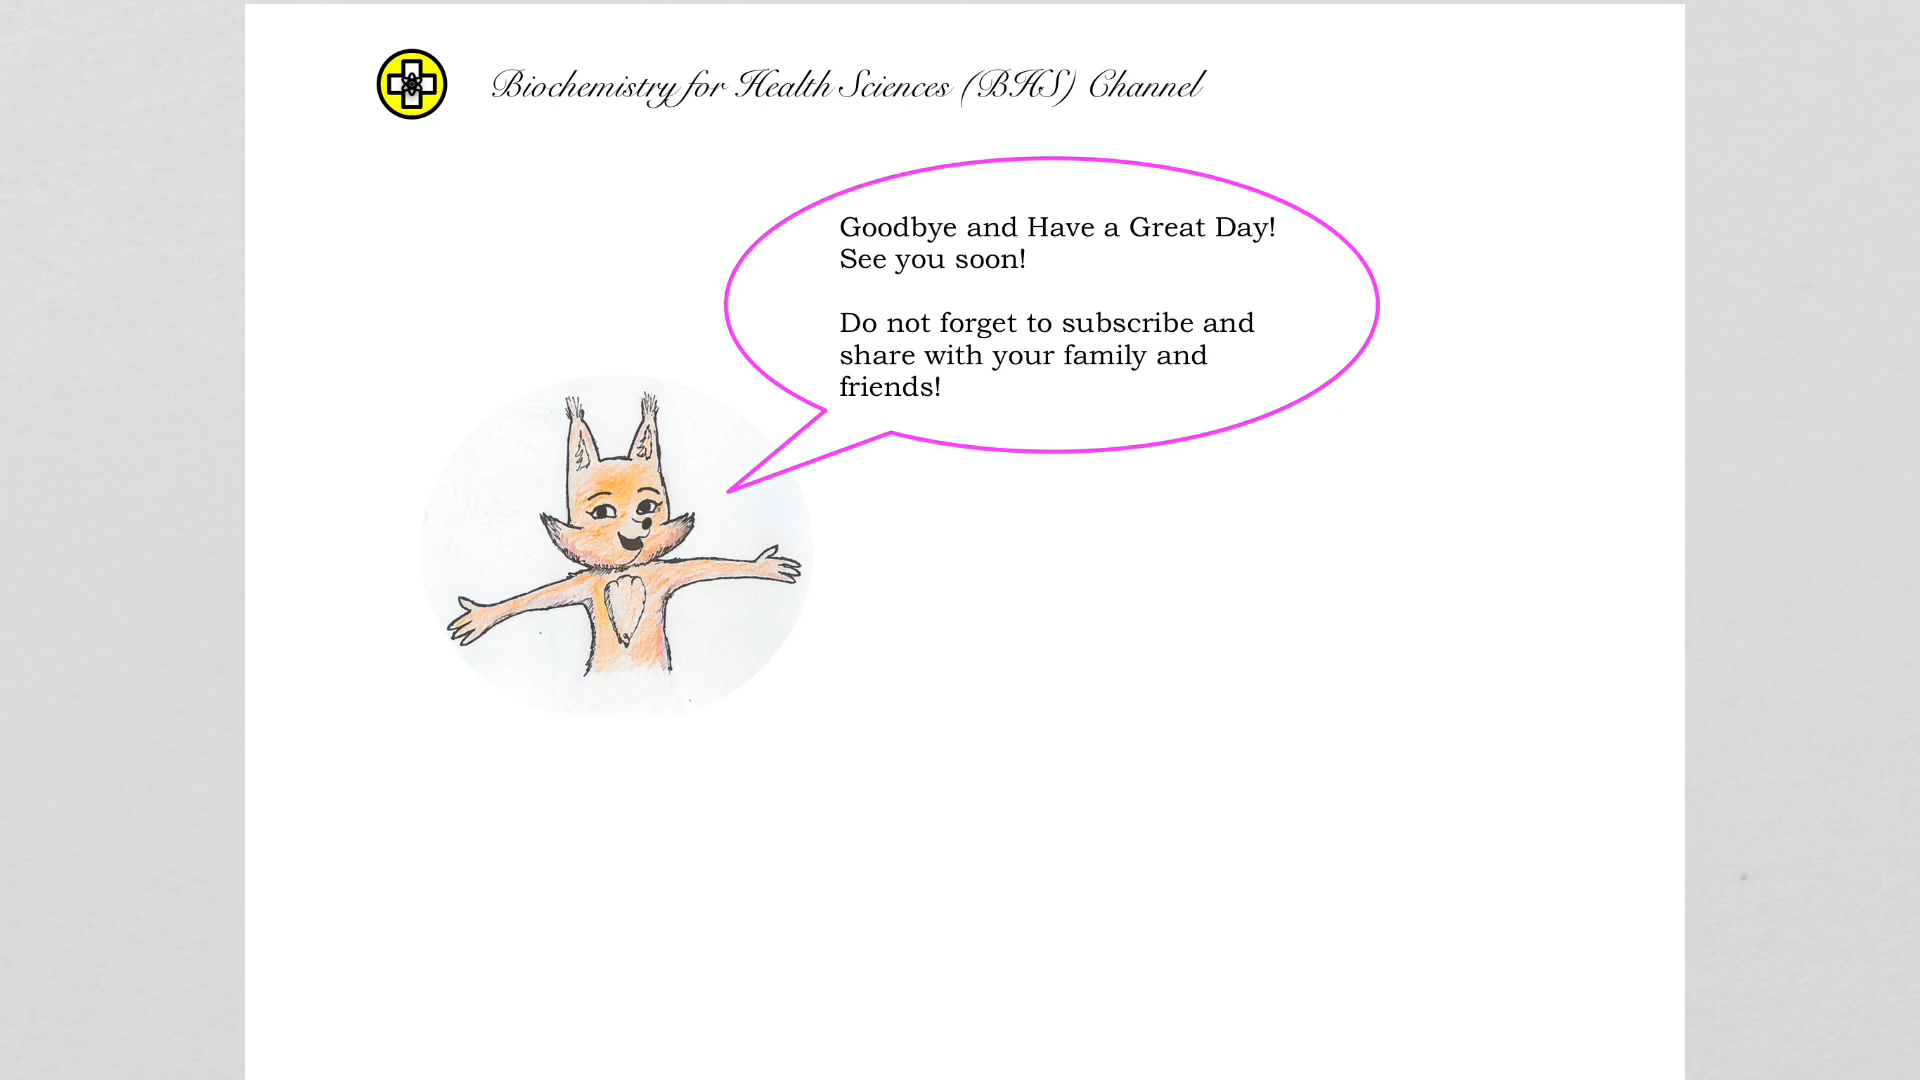 Biochemistry for Health Sciences (BHS) Channel
Goodbye and Have a Great Day!
See you soon!
Do not forget to subscribe and
share with your family and
friends!